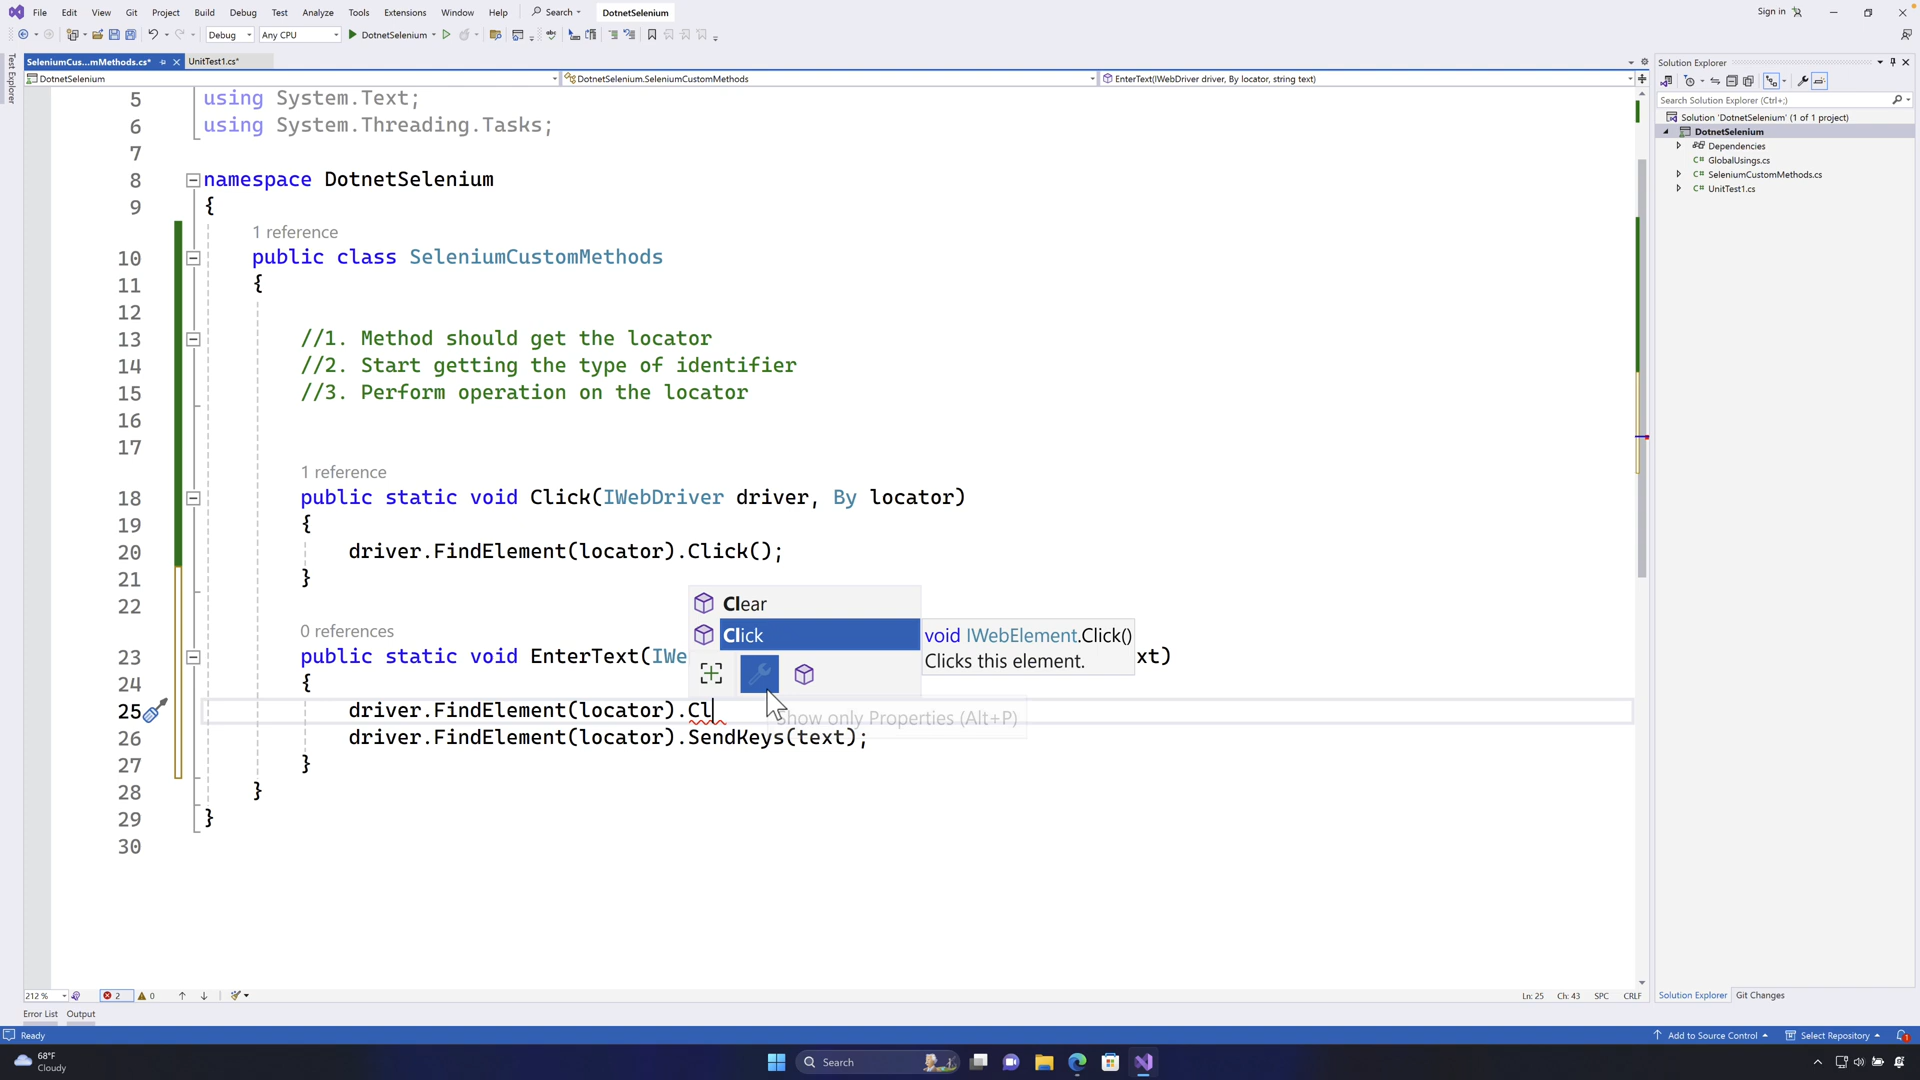 File Edit View Git Project Build Debug Test Analyze Tools Extensions Window Help Search DotnetSelenium Sign in
Debug Any CPU DotnetSelenium
Test Explorer
SeleniumCus...mMethods.cs* UnitTest1.cs*
DotnetSelenium DotnetSelenium.SeleniumCustomMethods EnterText(IWebDriver driver, By locator, string text)
5 using System.Text;
6 using System.Threading.Tasks;
7
8 namespace DotnetSelenium
9 {
1 reference
10 public class SeleniumCustomMethods
11 {
12
13 //1. Method should get the locator
14 //2. Start getting the type of identifier
15 //3. Perform operation on the locator
16
17
1 reference
18 public static void Click(IWebDriver driver, By locator)
19 {
20 driver.FindElement(locator).Click();
21 }
22
Clear
Click
void IWebElement.Click()
Clicks this element.
Show only Properties (Alt+P)
0 references
23 public static void EnterText(IWe xt)
24 {
25 driver.FindElement(locator).Cl
26 driver.FindElement(locator).SendKeys(text);
27 }
28 }
29 }
30
212 % 2 0 Ln: 25 Ch: 43 SPC CRLF
Error List Output
Solution Explorer
Search Solution Explorer (Ctrl+;)
Solution 'DotnetSelenium' (1 of 1 project)
DotnetSelenium
Dependencies
C# GlobalUsings.cs
C# SeleniumCustomMethods.cs
C# UnitTest1.cs
Solution Explorer Git Changes
Ready Add to Source Control Select Repository 1
68°F
Cloudy
Search